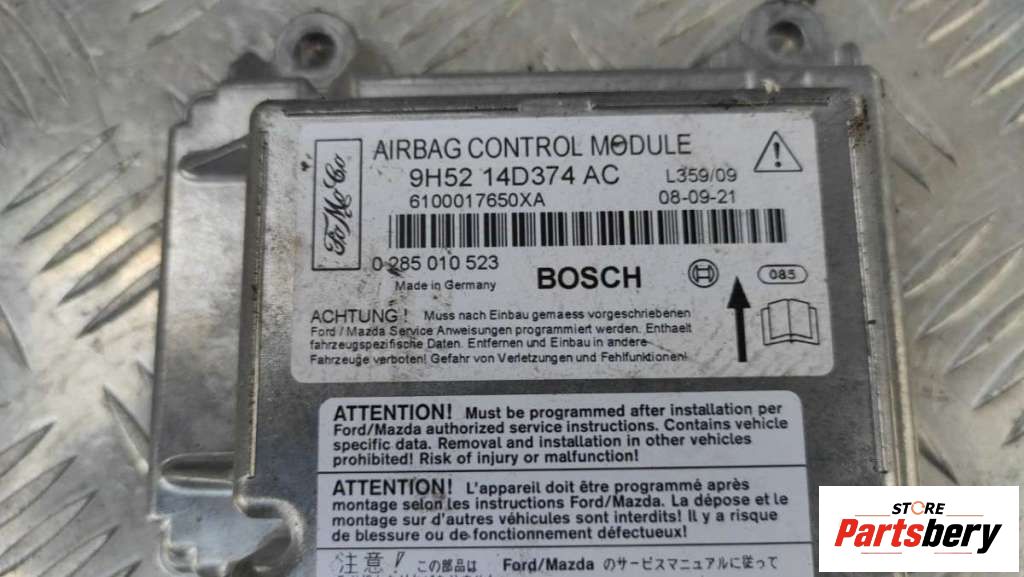 FoMoCo
AIRBAG CONTROL MODULE
9H52 14D374 AC L359/09
6100017650XA 08-09-21
0 285 010 523 BOSCH 085
Made in Germany
ACHTUNG ! Muss nach Einbau gemaess vorgeschriebenen
Ford / Mazda Service Anweisungen programmiert werden. Enthaelt
fahrzeugspezifische Daten. Entfernen und Einbau in andere
Fahrzeuge verboten! Gefahr von Verletzungen und Fehlfunktionen!
ATTENTION! Must be programmed after installation per
Ford/Mazda authorized service instructions. Contains vehicle
specific data. Removal and installation in other vehicles
prohibited! Risk of injury or malfunction!
ATTENTION! L'appareil doit être programmé après
montage selon les instructions Ford/Mazda. La dépose et le
montage sur d'autres véhicules sont interdits! Il y a risque
de blessure ou de fonctionnement défectueux!
注意! この部品は Ford/Mazda のサービスマニュアルに従って
STORE
Partsbery